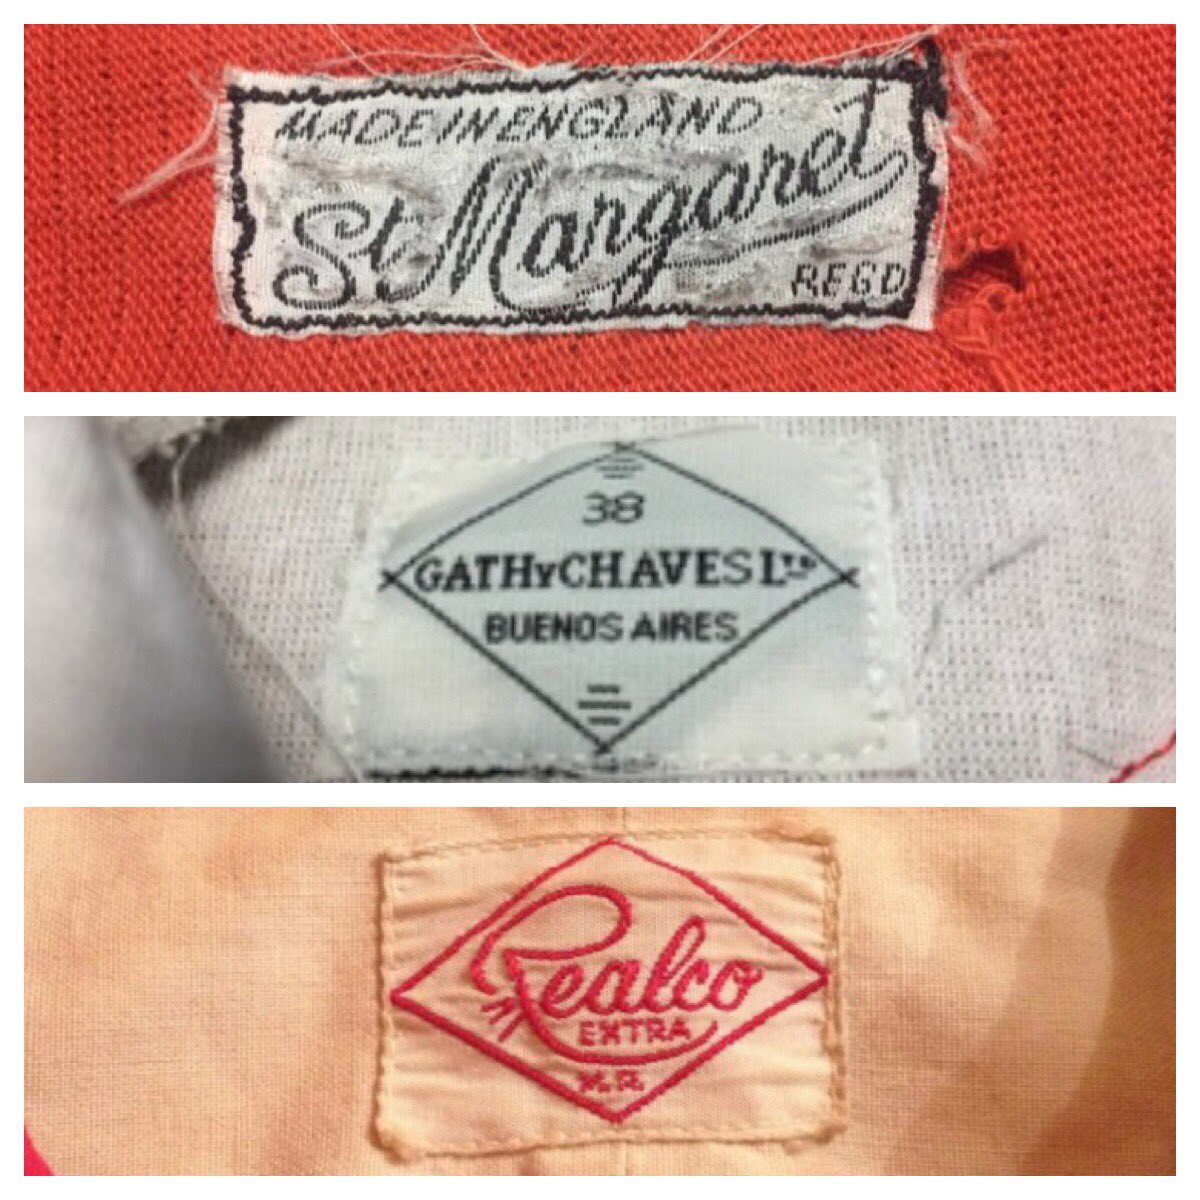 MADE IN ENGLAND
St Margaret
REGD
38
GATH Y CHAVES LTD
BUENOS AIRES
Realco
EXTRA
M.R.